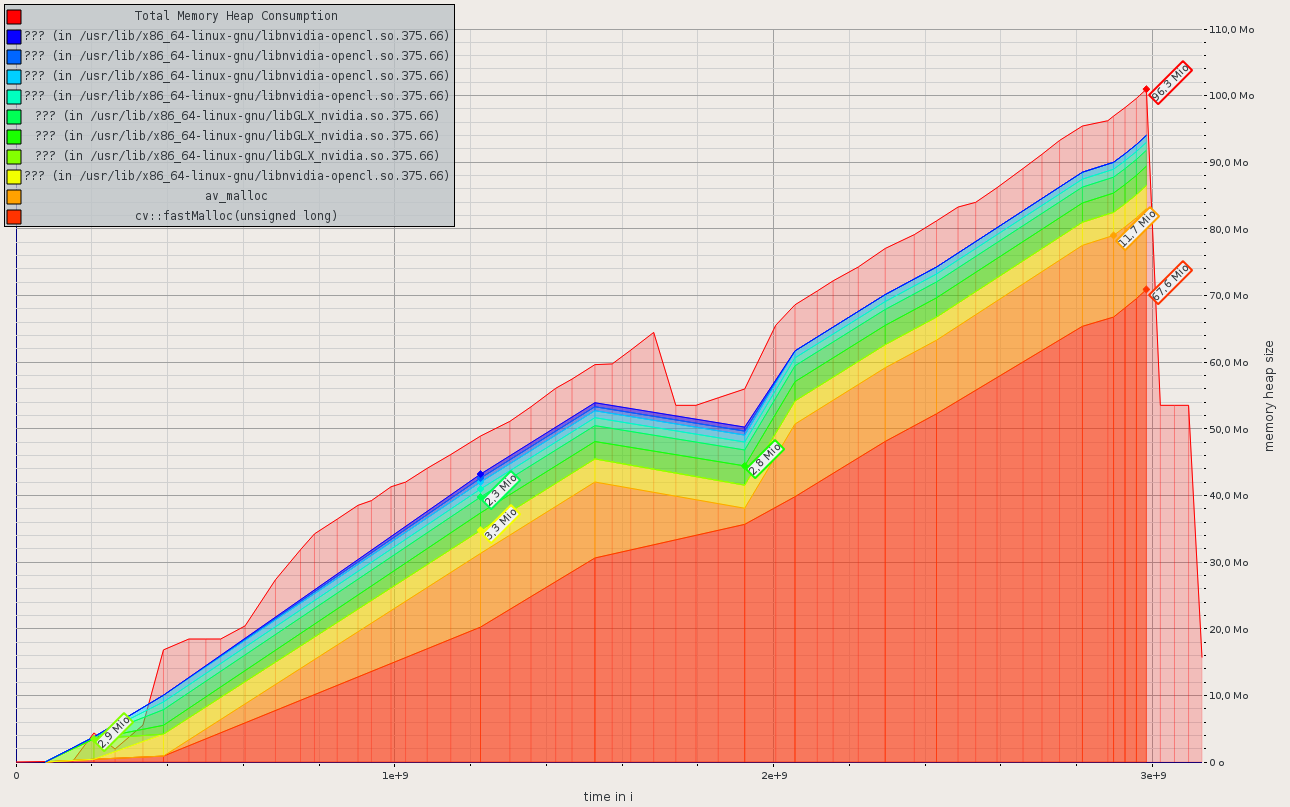 Total Memory Heap Consumption
??? (in /usr/lib/x86_64-linux-gnu/libnvidia-opencl.so.375.66)
??? (in /usr/lib/x86_64-linux-gnu/libnvidia-opencl.so.375.66)
??? (in /usr/lib/x86_64-linux-gnu/libnvidia-opencl.so.375.66)
??? (in /usr/lib/x86_64-linux-gnu/libnvidia-opencl.so.375.66)
??? (in /usr/lib/x86_64-linux-gnu/libGLX_nvidia.so.375.66)
??? (in /usr/lib/x86_64-linux-gnu/libGLX_nvidia.so.375.66)
??? (in /usr/lib/x86_64-linux-gnu/libGLX_nvidia.so.375.66)
??? (in /usr/lib/x86_64-linux-gnu/libnvidia-opencl.so.375.66)
av_malloc
cv::fastMalloc(unsigned long)
110,0 Mo
100,0 Mo
90,0 Mo
80,0 Mo
70,0 Mo
60,0 Mo
50,0 Mo
40,0 Mo
30,0 Mo
20,0 Mo
10,0 Mo
0 o
memory heap size
96,3 Mio
11,7 Mio
67,6 Mio
2,8 Mio
2,3 Mio
3,3 Mio
2,9 Mio
0
1e+9
2e+9
3e+9
time in i